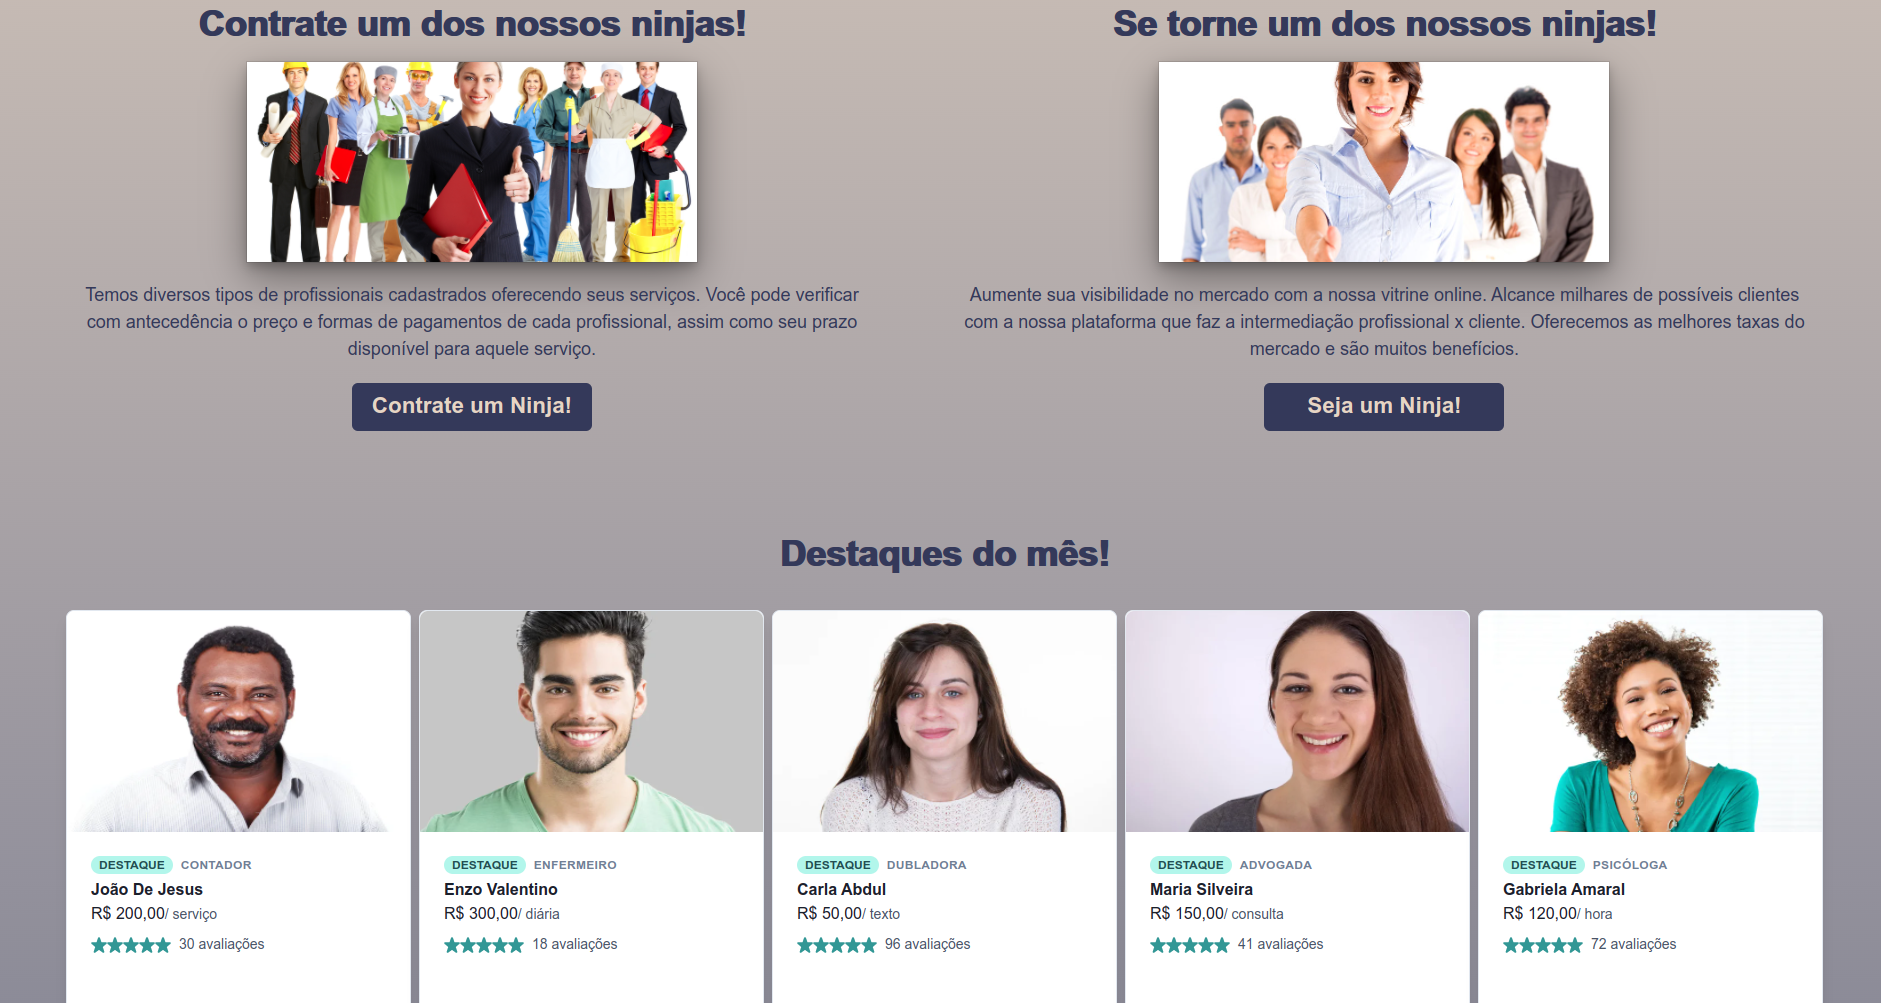 Contrate um dos nossos ninjas!
Temos diversos tipos de profissionais cadastrados oferecendo seus serviços. Você pode verificar
com antecedência o preço e formas de pagamentos de cada profissional, assim como seu prazo
disponível para aquele serviço.
Contrate um Ninja!
Se torne um dos nossos ninjas!
Aumente sua visibilidade no mercado com a nossa vitrine online. Alcance milhares de possíveis clientes
com a nossa plataforma que faz a intermediação profissional x cliente. Oferecemos as melhores taxas do
mercado e são muitos benefícios.
Seja um Ninja!
Destaques do mês!
DESTAQUE CONTADOR
João De Jesus
R$ 200,00/ serviço
30 avaliações
DESTAQUE ENFERMEIRO
Enzo Valentino
R$ 300,00/ diária
18 avaliações
DESTAQUE DUBLADORA
Carla Abdul
R$ 50,00/ texto
96 avaliações
DESTAQUE ADVOGADA
Maria Silveira
R$ 150,00/ consulta
41 avaliações
DESTAQUE PSICÓLOGA
Gabriela Amaral
R$ 120,00/ hora
72 avaliações